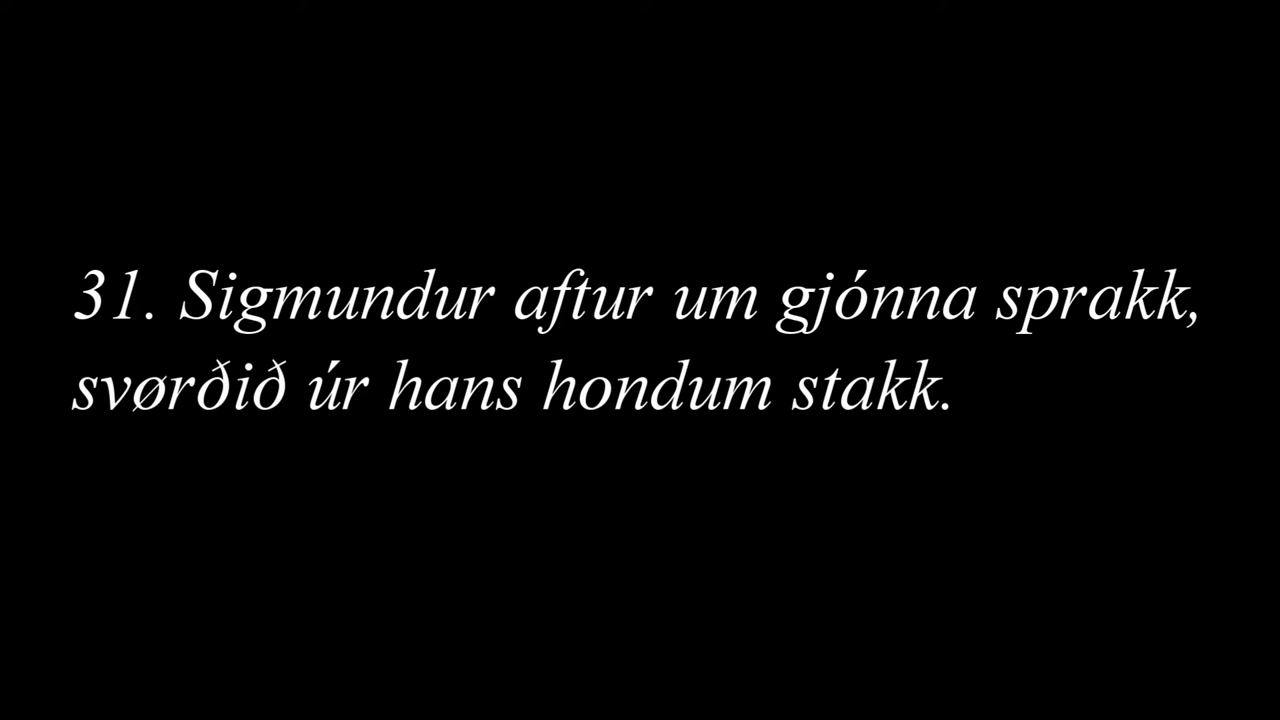 31. Sigmundur aftur um gjónna sprakk,
svørðið úr hans hondum stakk.